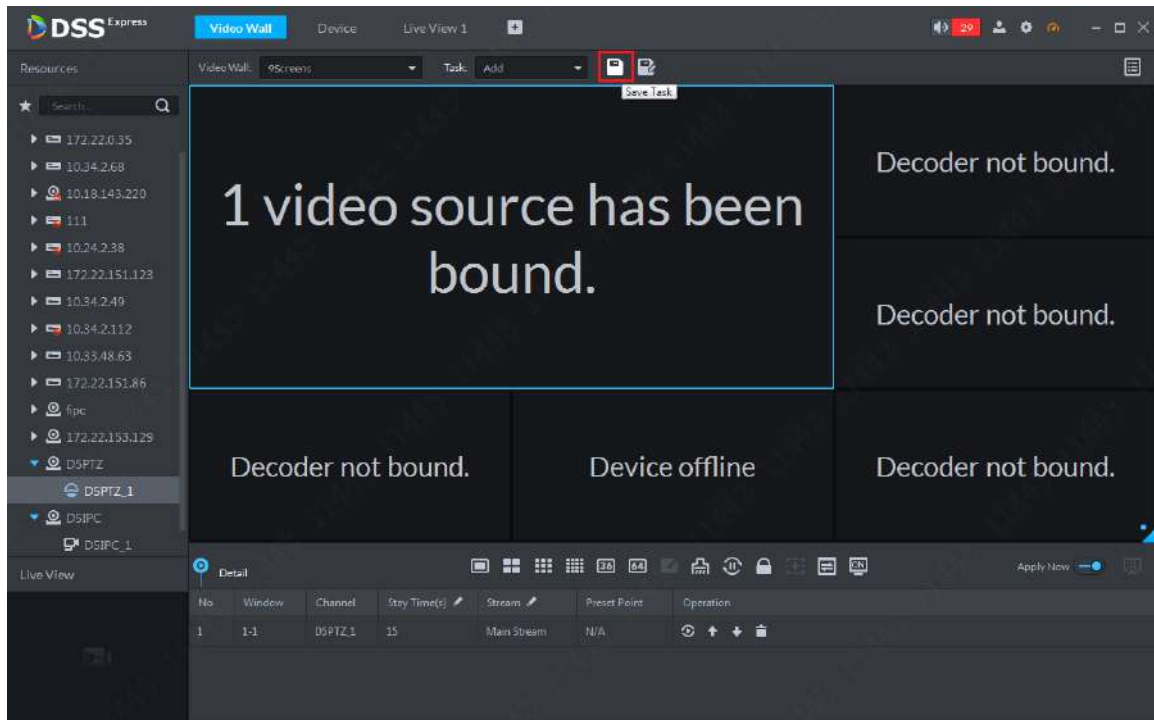 DSS Express
Video Wall Device Live View 1 29
Resources Video Wall: 9Screens Task: Add
Save Task
Search...
172.22.0.35
10.34.2.68
10.18.143.220
111
10.24.2.38
172.22.151.123
10.34.2.49
10.34.2.112
10.33.48.63
172.22.151.86
fipc
172.22.153.129
DSPTZ
DSPTZ_1
DSIPC
DSIPC_1
1 video source has been
bound.
Decoder not bound.
Decoder not bound.
Decoder not bound. Device offline Decoder not bound.
Live View
Detail 36 64 ON Apply Now
No Window Channel Stay Time(s) Stream Preset Point Operation
1 1-1 DSPTZ_1 15 Main Stream N/A